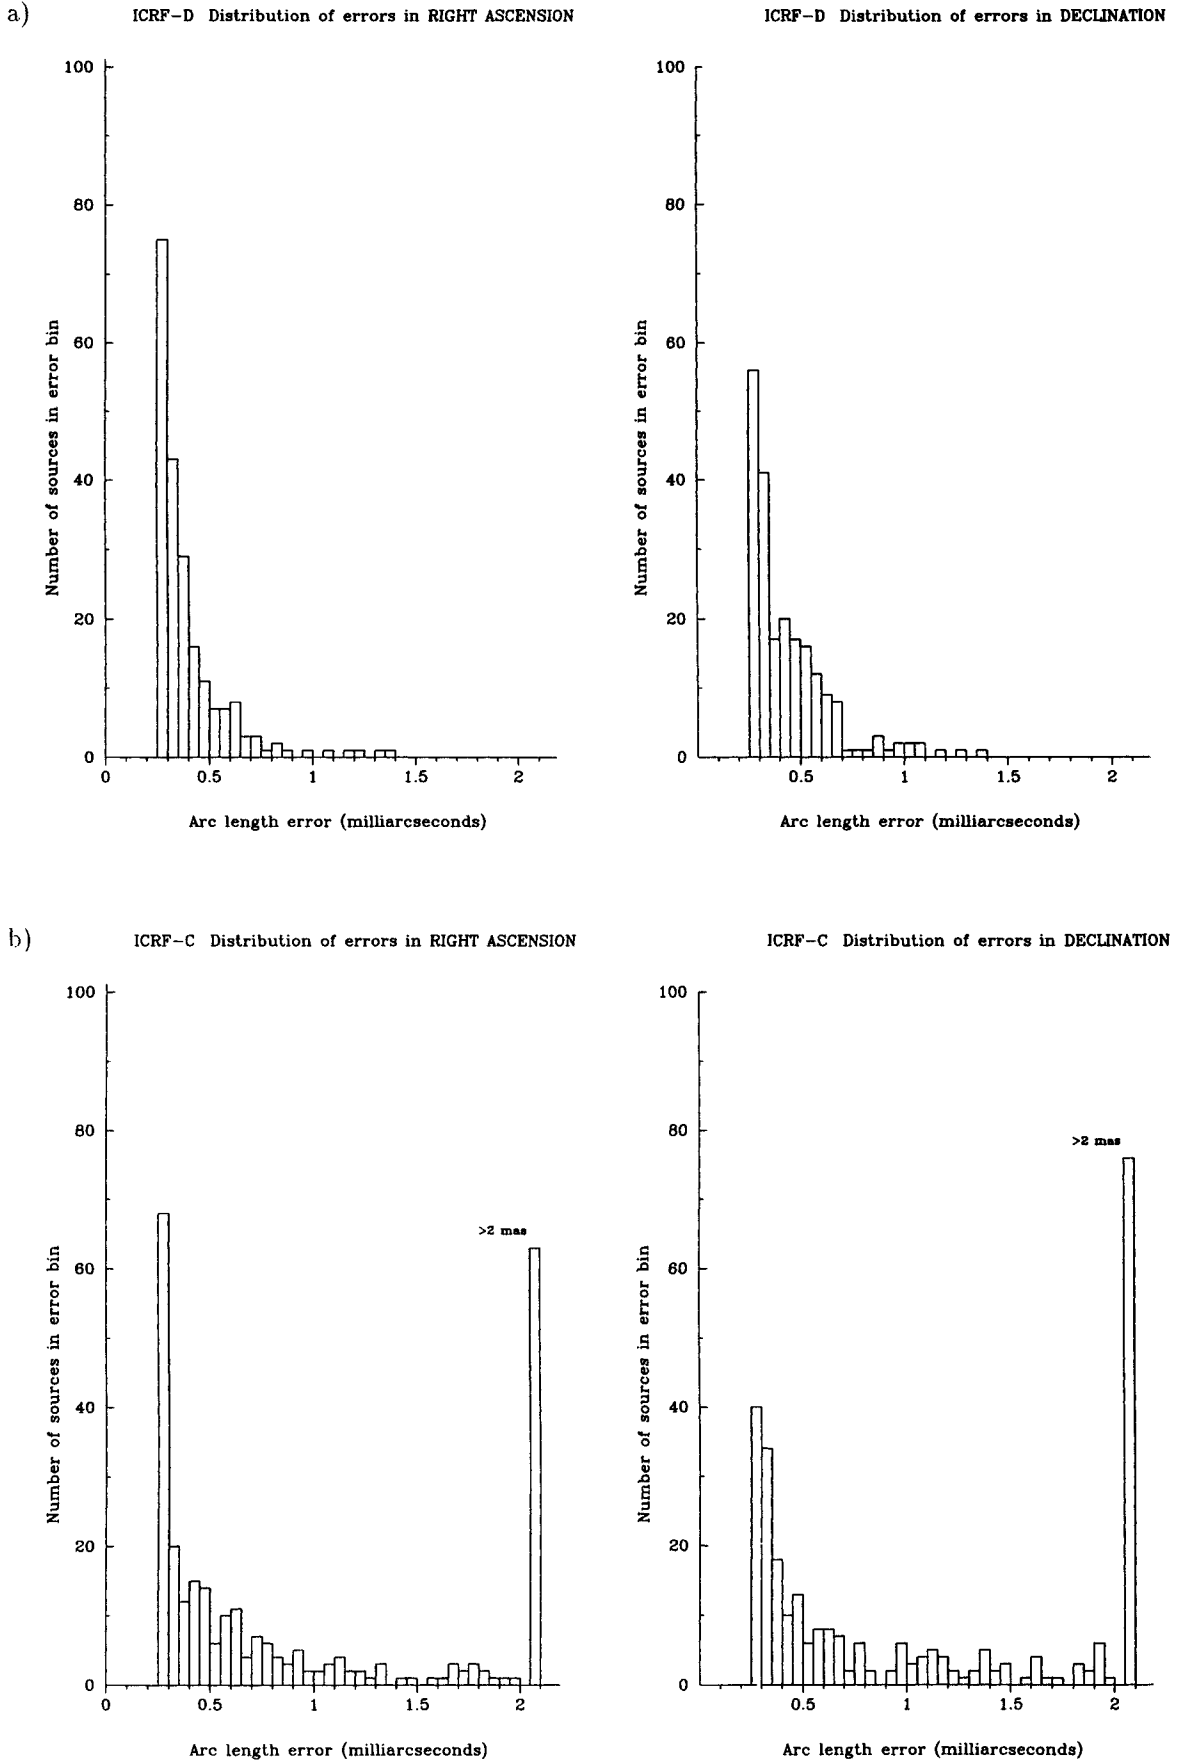 a)
ICRF-D Distribution of errors in RIGHT ASCENSION
100
80
60
40
20
0
Number of sources in error bin
0 0.5 1 1.5 2
Arc length error (milliarcseconds)
ICRF-D Distribution of errors in DECLINATION
100
80
60
40
20
0
Number of sources in error bin
0.5 1 1.5 2
Arc length error (milliarcseconds)
b)
ICRF-C Distribution of errors in RIGHT ASCENSION
100
80
60
40
20
0
Number of sources in error bin
>2 mas
0 0.5 1 1.5 2
Arc length error (milliarcseconds)
ICRF-C Distribution of errors in DECLINATION
100
80
60
40
20
0
Number of sources in error bin
>2 mas
0.5 1 1.5 2
Arc length error (milliarcseconds)